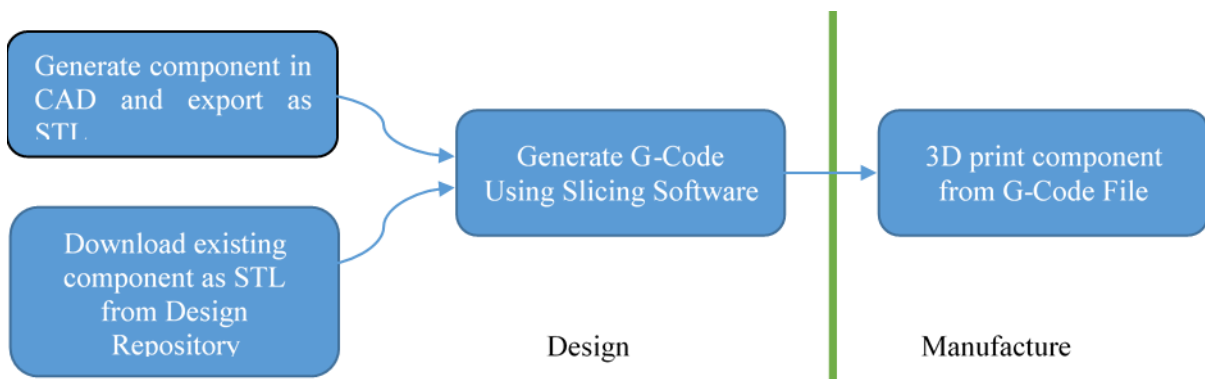 Generate component in
CAD and export as
STL
Download existing
component as STL
from Design
Repository
Generate G-Code
Using Slicing Software
3D print component
from G-Code File
Design
Manufacture